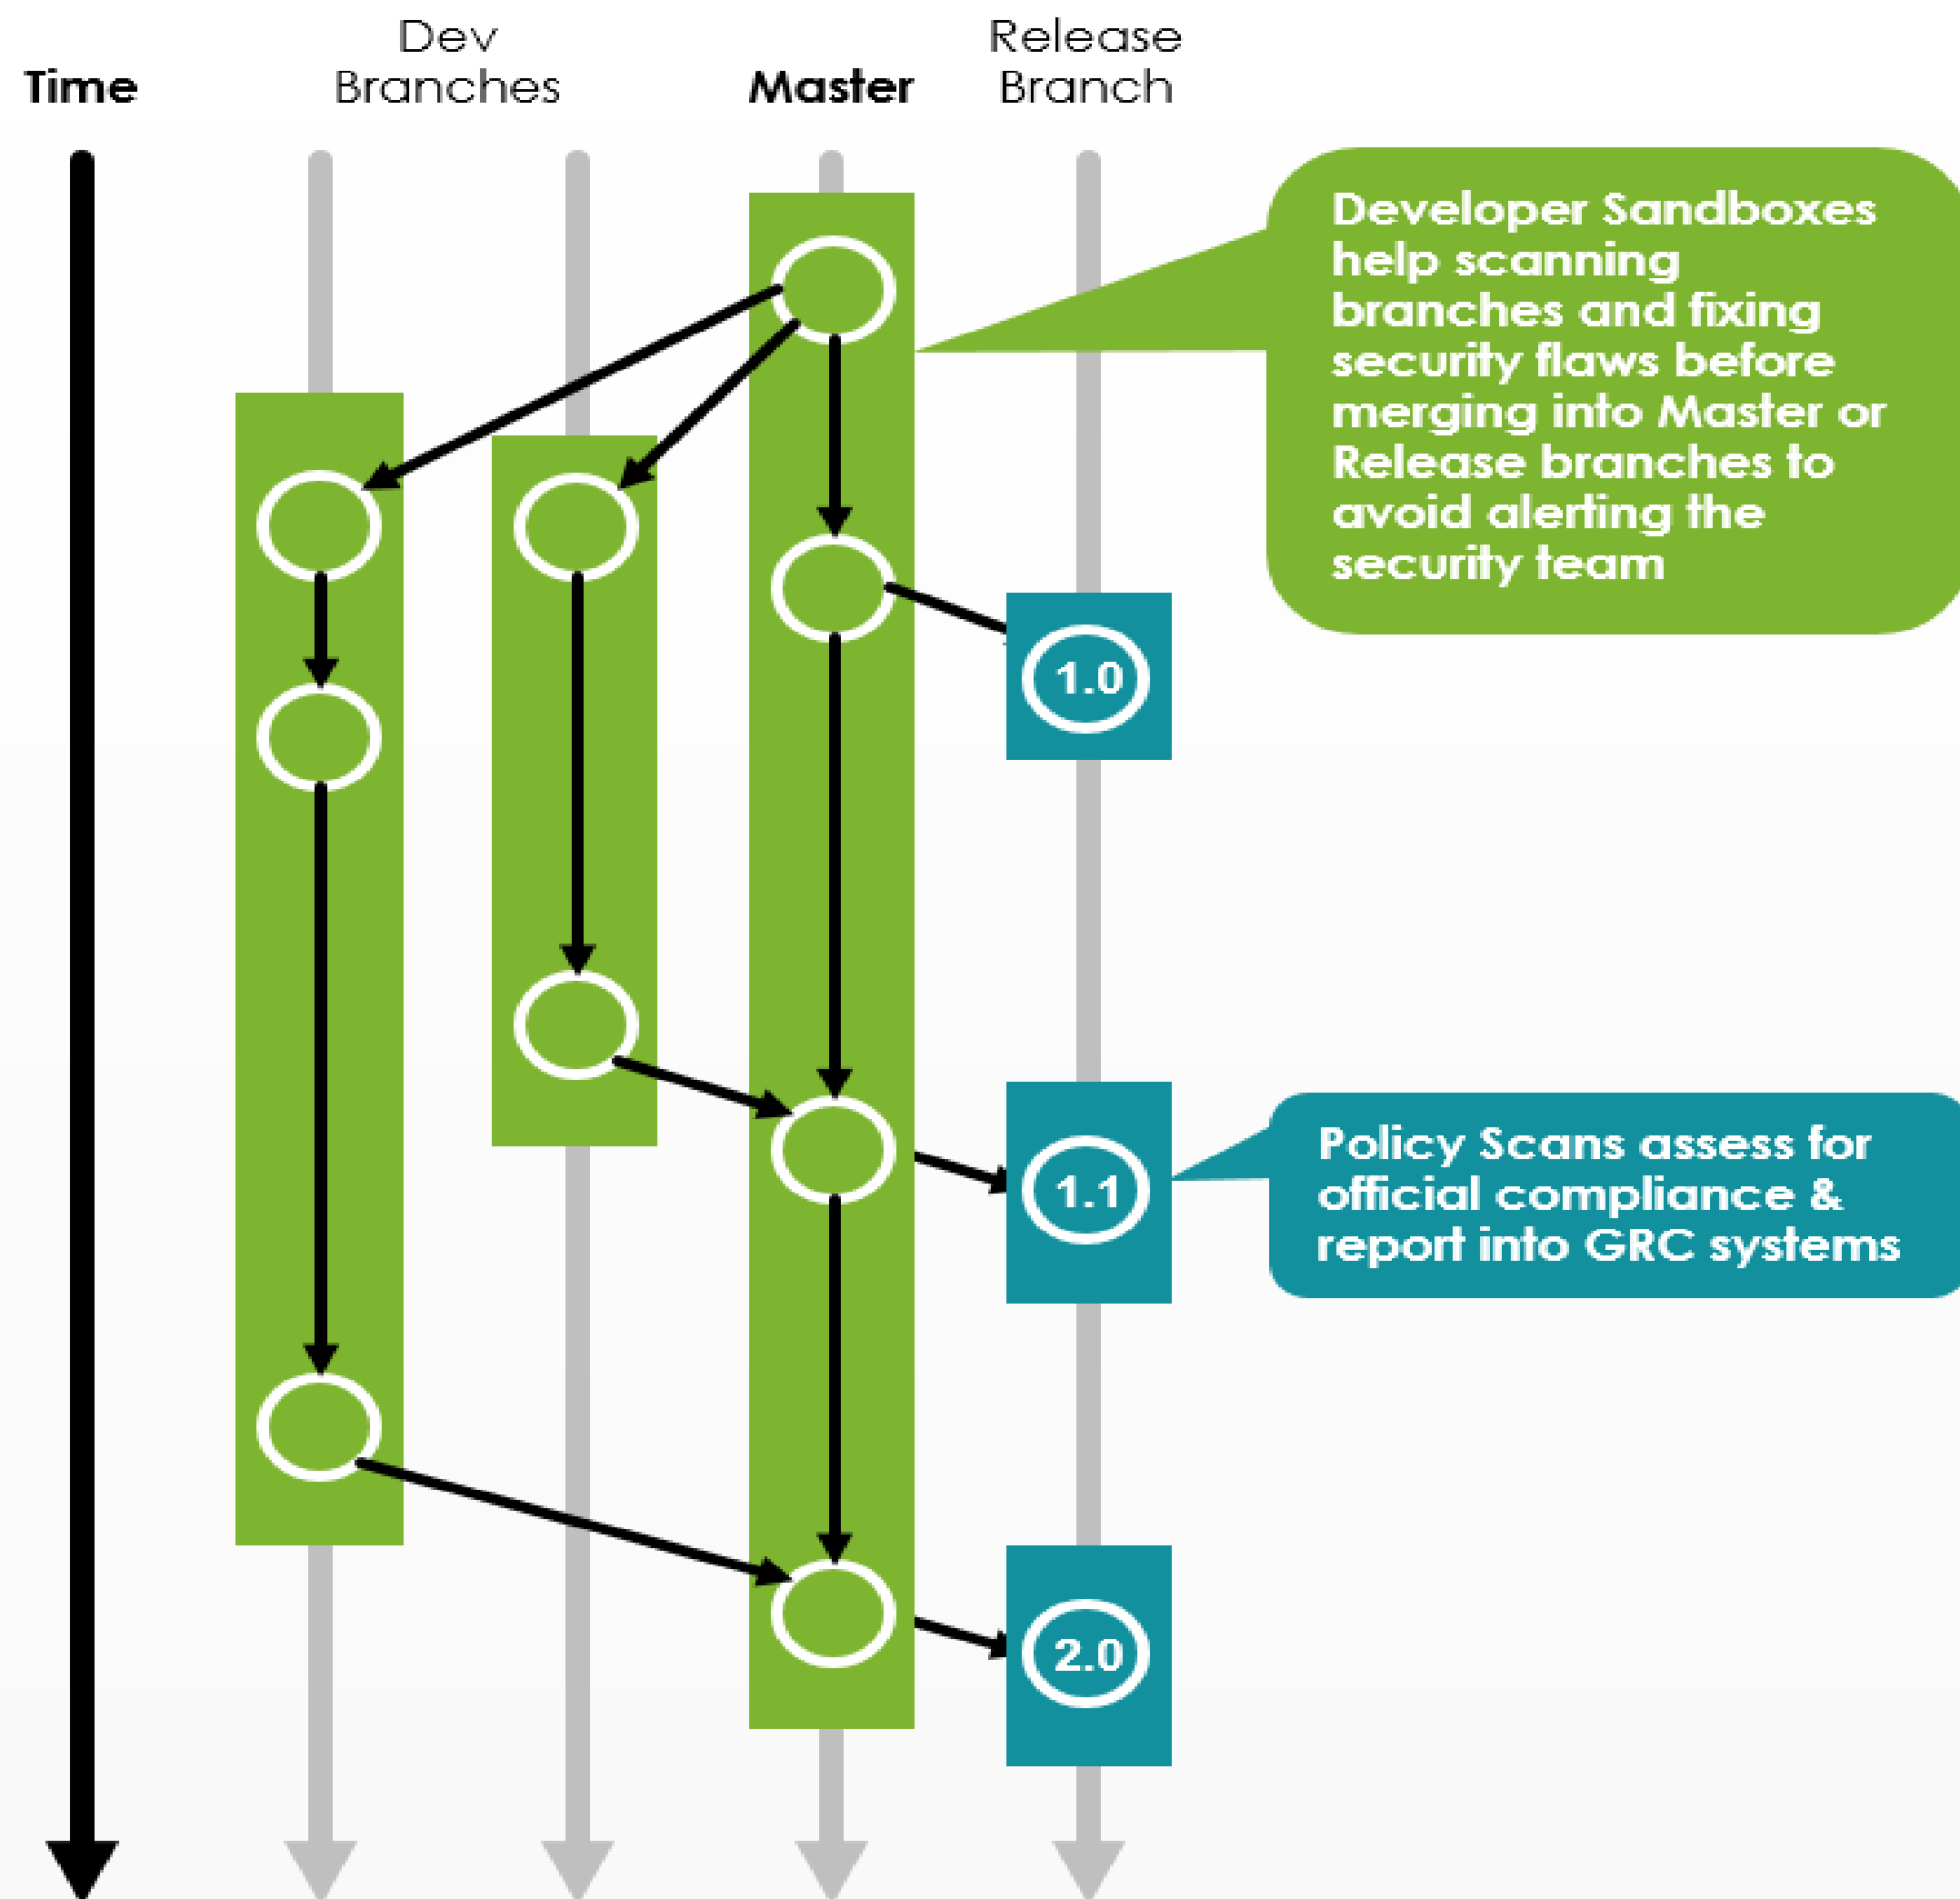 Time
Dev
Branches
Master
Release
Branch
Developer Sandboxes
help scanning
branches and fixing
security flaws before
merging into Master or
Release branches to
avoid alerting the
security team
1.0
1.1
Policy Scans assess for
official compliance &
report into GRC systems
2.0